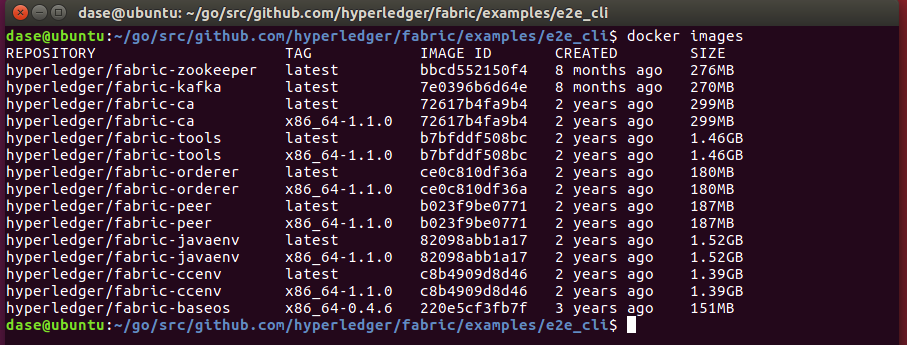 dase@ubuntu: ~/go/src/github.com/hyperledger/fabric/examples/e2e_cli
dase@ubuntu:~/go/src/github.com/hyperledger/fabric/examples/e2e_cli$ docker images
REPOSITORY TAG IMAGE ID CREATED SIZE
hyperledger/fabric-zookeeper latest bbcd552150f4 8 months ago 276MB
hyperledger/fabric-kafka latest 7e0396b6d64e 8 months ago 270MB
hyperledger/fabric-ca latest 72617b4fa9b4 2 years ago 299MB
hyperledger/fabric-ca x86_64-1.1.0 72617b4fa9b4 2 years ago 299MB
hyperledger/fabric-tools latest b7bfddf508bc 2 years ago 1.46GB
hyperledger/fabric-tools x86_64-1.1.0 b7bfddf508bc 2 years ago 1.46GB
hyperledger/fabric-orderer latest ce0c810df36a 2 years ago 180MB
hyperledger/fabric-orderer x86_64-1.1.0 ce0c810df36a 2 years ago 180MB
hyperledger/fabric-peer latest b023f9be0771 2 years ago 187MB
hyperledger/fabric-peer x86_64-1.1.0 b023f9be0771 2 years ago 187MB
hyperledger/fabric-javaenv latest 82098abb1a17 2 years ago 1.52GB
hyperledger/fabric-javaenv x86_64-1.1.0 82098abb1a17 2 years ago 1.52GB
hyperledger/fabric-ccenv latest c8b4909d8d46 2 years ago 1.39GB
hyperledger/fabric-ccenv x86_64-1.1.0 c8b4909d8d46 2 years ago 1.39GB
hyperledger/fabric-baseos x86_64-0.4.6 220e5cf3fb7f 3 years ago 151MB
dase@ubuntu:~/go/src/github.com/hyperledger/fabric/examples/e2e_cli$